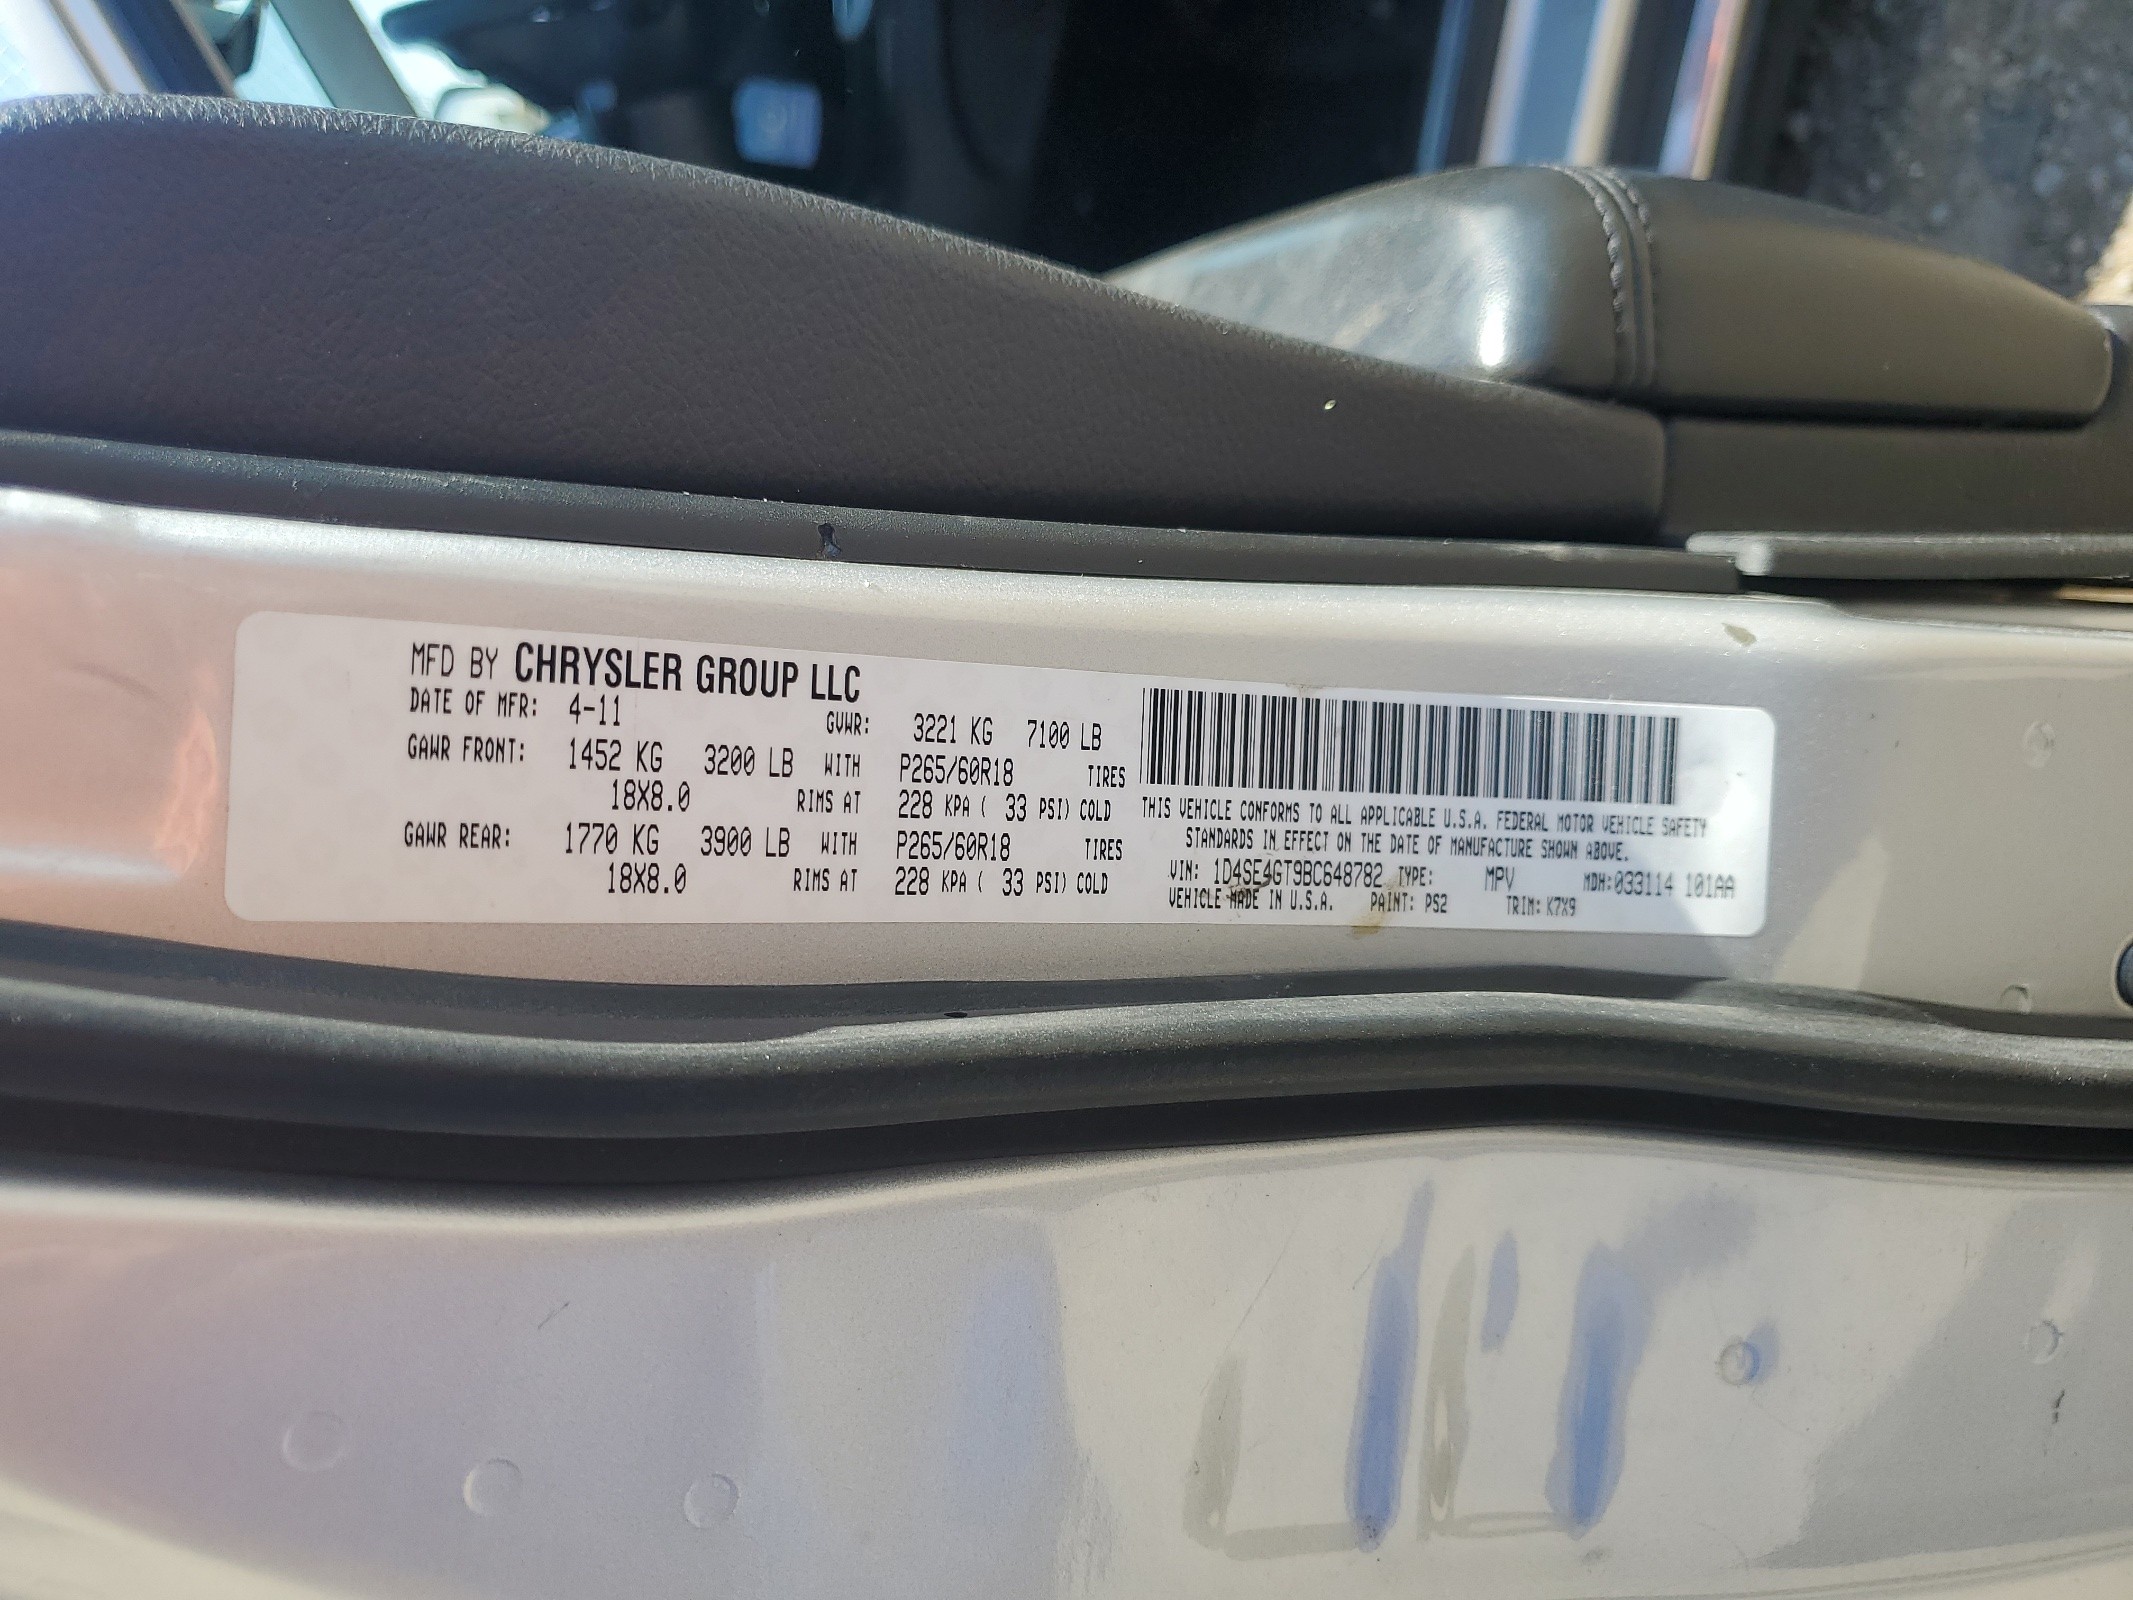 MFD BY CHRYSLER GROUP LLC
DATE OF MFR: 4-11 GVWR: 3221 KG 7100 LB
GAWR FRONT: 1452 KG 3200 LB WITH P265/60R18 TIRES
18X8.0 RIMS AT 228 KPA ( 33 PSI) COLD
GAWR REAR: 1770 KG 3900 LB WITH P265/60R18 TIRES
18X8.0 RIMS AT 228 KPA ( 33 PSI) COLD
THIS VEHICLE CONFORMS TO ALL APPLICABLE U.S.A. FEDERAL MOTOR VEHICLE SAFETY
STANDARDS IN EFFECT ON THE DATE OF MANUFACTURE SHOWN ABOVE.
VIN: 1D4SE4GT9BC648782 TYPE: MPV MDH:033114 101AA
VEHICLE MADE IN U.S.A. PAINT: PS2 TRIM: K7X9